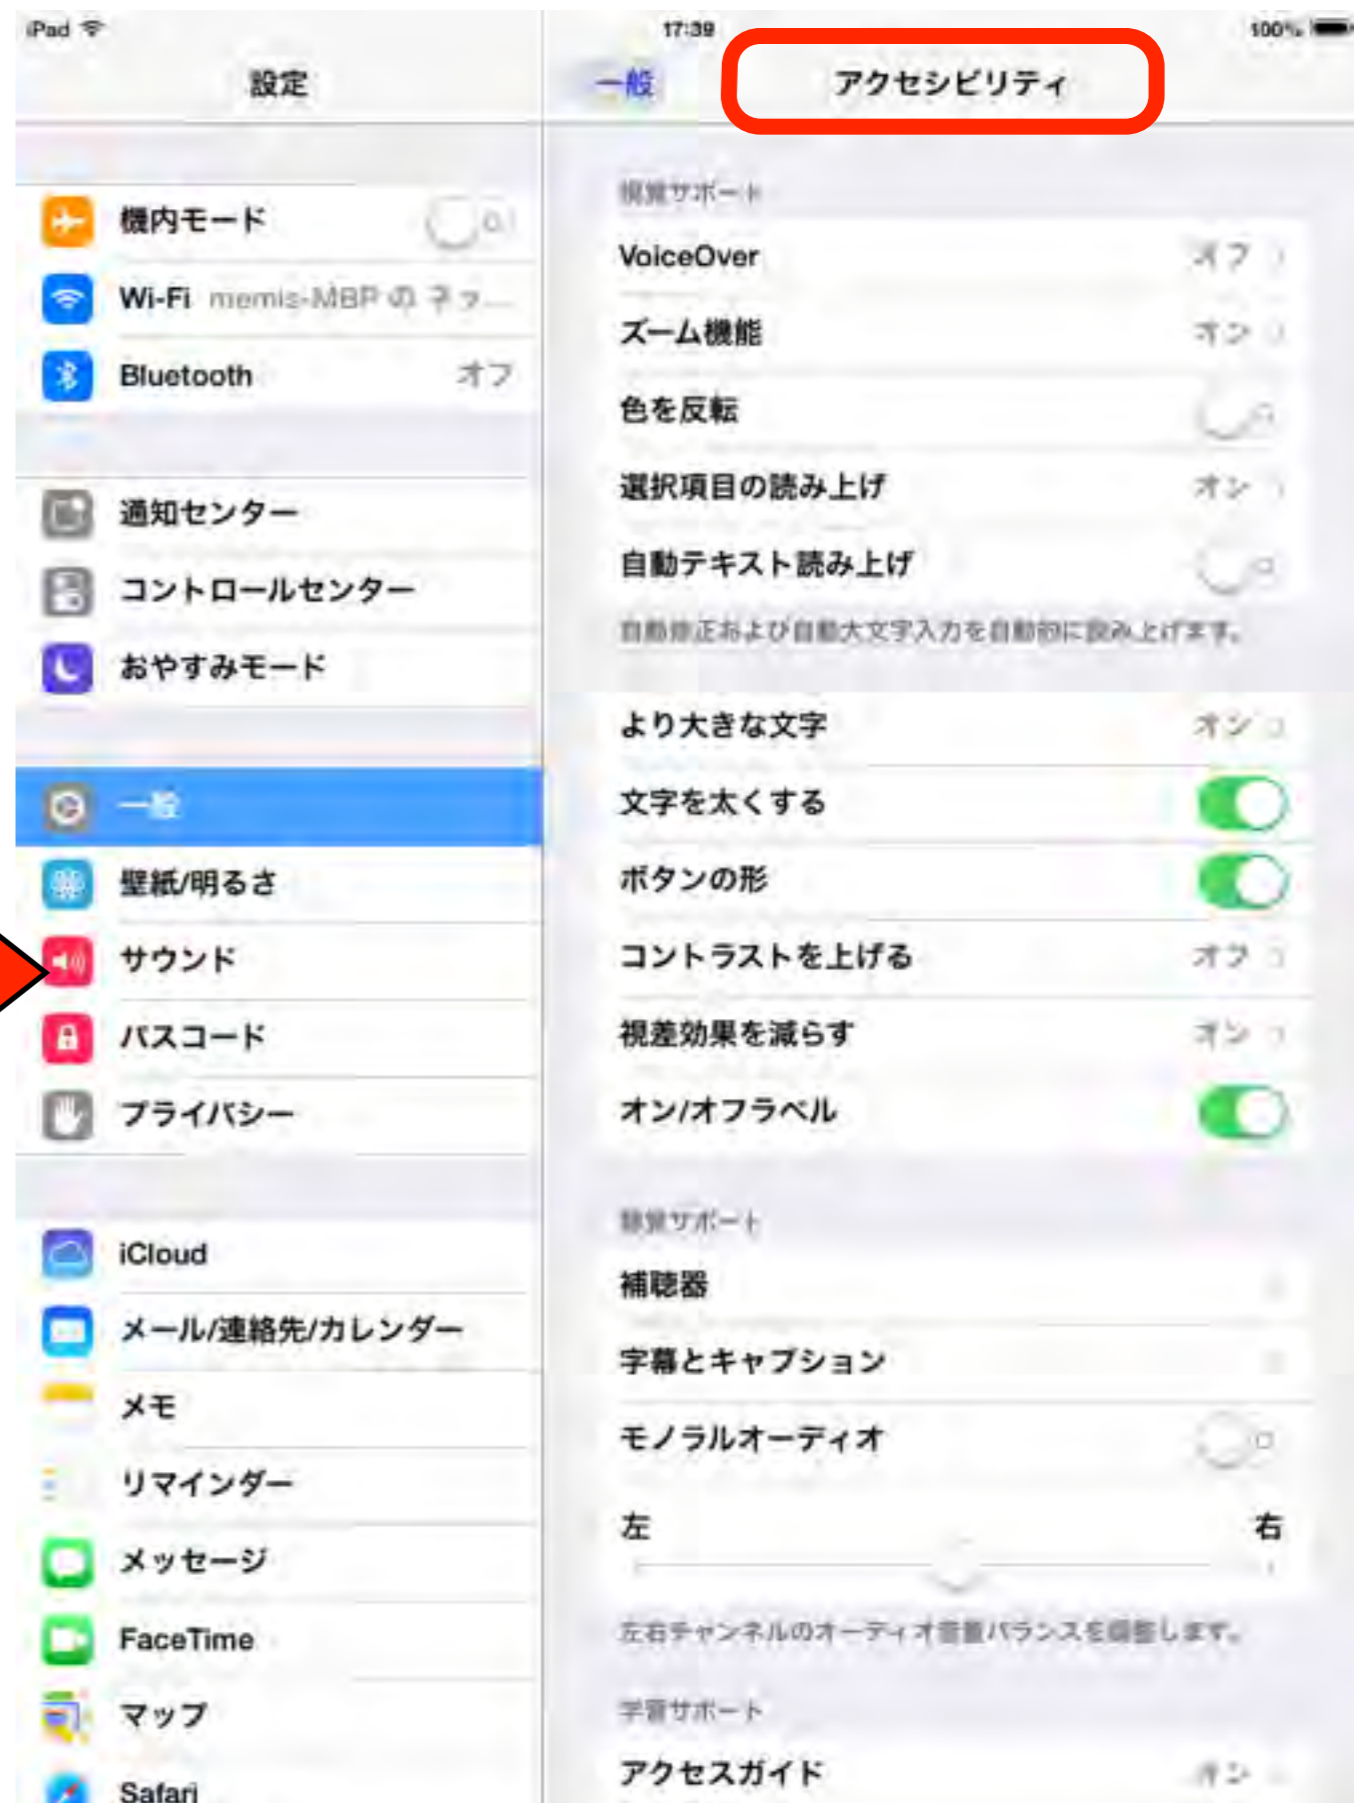 iPad
17:39
100%
設定
機内モード
Wi-Fi memis-MBP の ネッ...
Bluetooth オフ
通知センター
コントロールセンター
おやすみモード
一般
壁紙/明るさ
サウンド
パスコード
プライバシー
iCloud
メール/連絡先/カレンダー
メモ
リマインダー
メッセージ
FaceTime
マップ
Safari
一般
アクセシビリティ
視覚サポート
VoiceOver オフ
ズーム機能 オン
色を反転
選択項目の読み上げ オン
自動テキスト読み上げ
自動修正および自動大文字入力を自動的に読み上げます。
より大きな文字 オン
文字を太くする
ボタンの形
コントラストを上げる オフ
視差効果を減らす オン
オン/オフラベル
聴覚サポート
補聴器
字幕とキャプション
モノラルオーディオ
左 右
左右チャンネルのオーディオ音量バランスを調整します。
学習サポート
アクセスガイド オン